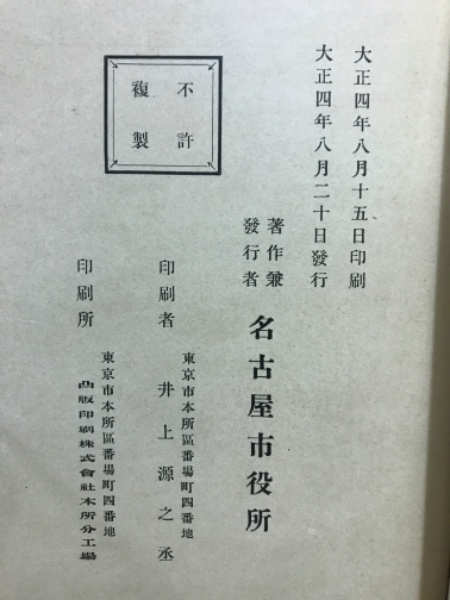 大正四年八月十五日印刷
大正四年八月二十日發行
不許
複製
著作兼
發行者
名古屋市役所
東京市本所區番場町四番地
印刷者
井上源之丞
東京市本所區番場町四番地
印刷所
凸版印刷株式會社本所分工場